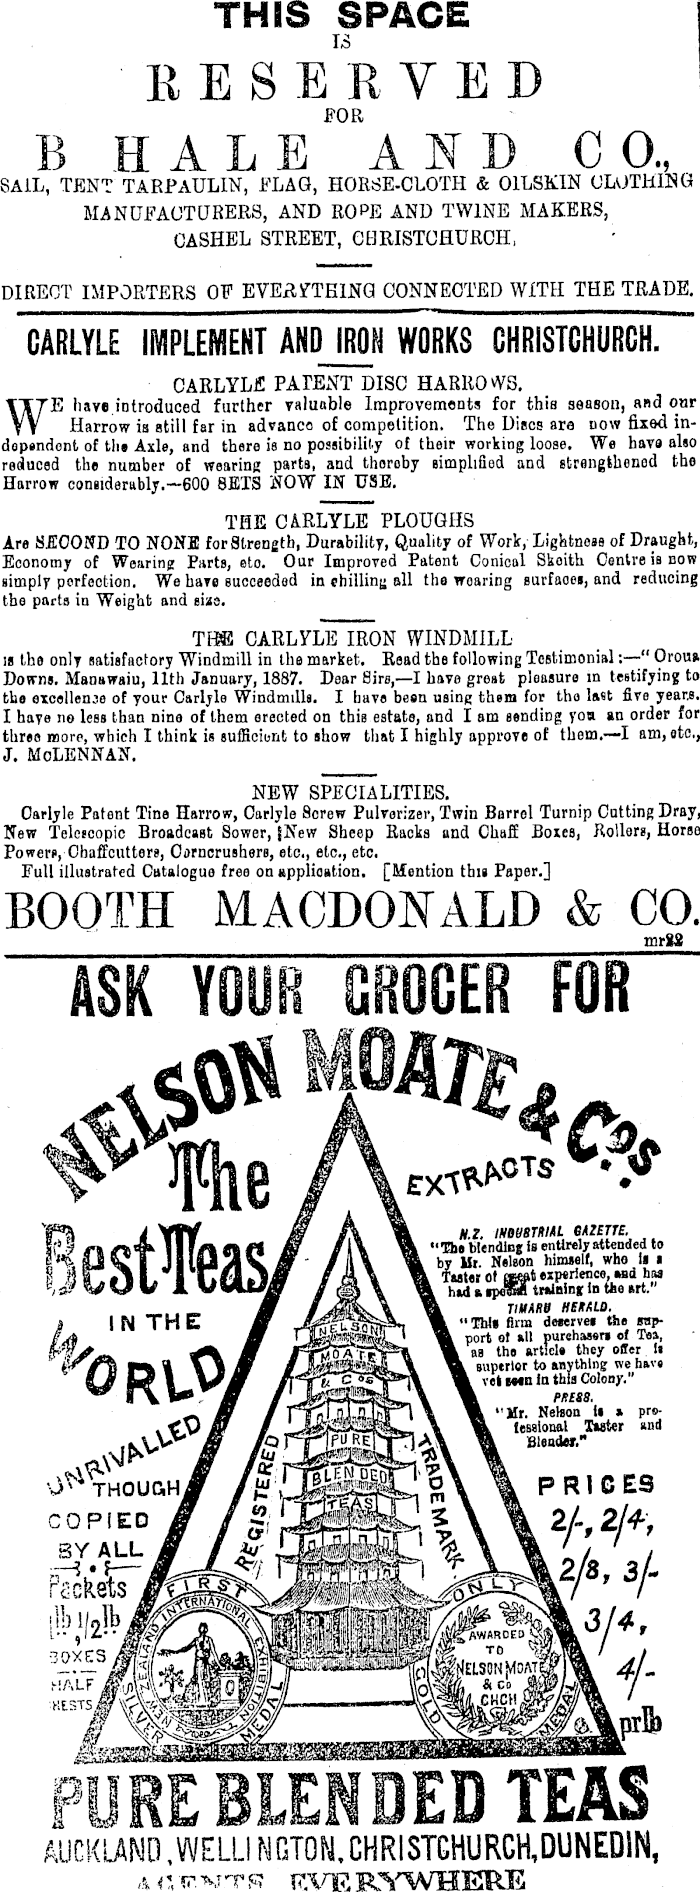 THIS SPACE
IS
RESERVED
FOR
B HALE AND CO.,
SAIL, TENT TARPAULIN, FLAG, HORSE-CLOTH & OILSKIN CLOTHING
MANUFACTURERS, AND ROPE AND TWINE MAKERS,
CASHEL STREET, CHRISTCHURCH,
DIRECT IMPORTERS OF EVERYTHING CONNECTED WITH THE TRADE.
CARLYLE IMPLEMENT AND IRON WORKS CHRISTCHURCH.
CARLYLE PATENT DISC HARROWS.
WE have introduced further valuable Improvements for this season, and our
Harrow is still far in advance of competition. The Discs are now fixed in-
dependent of the Axle, and there is no possibility of their working loose. We have also
reduced the number of wearing parts, and thereby simplified and strengthened the
Harrow considerably.—600 SETS NOW IN USE.
THE CARLYLE PLOUGHS
Are SECOND TO NONE for Strength, Durability, Quality of Work, Lightness of Draught,
Economy of Wearing Parts, etc. Our Improved Patent Conical Skeith Centre is now
simply perfection. We have succeeded in chilling all the wearing surfaces, and reducing
the parts in Weight and size.
THE CARLYLE IRON WINDMILL
is the only satisfactory Windmill in the market. Read the following Testimonial:—"Oroua
Downs. Manawaiu, 11th January, 1887. Dear Sirs,—I have great pleasure in testifying to
the excellence of your Carlyle Windmills. I have been using them for the last five years.
I have no less than nine of them erected on this estate, and I am sending you an order for
three more, which I think is sufficient to show that I highly approve of them.—I am, etc.,
J. McLENNAN.
NEW SPECIALITIES.
Carlyle Patent Tine Harrow, Carlyle Screw Pulverizer, Twin Barrel Turnip Cutting Dray,
New Telescopic Broadcast Sower, New Sheep Racks and Chaff Boxes, Rollers, Horse
Powers, Chaffcutters, Corncrushers, etc., etc., etc.
Full illustrated Catalogue free on application. [Mention this Paper.]
BOOTH MACDONALD & CO.
mr22
ASK YOUR GROCER FOR
NELSON MOATE & Co's.
The
Best Teas
IN THE
WORLD
UNRIVALLED
THOUGH
COPIED
BY ALL
Packets
1lb, 1/2lb
BOXES
HALF
CHESTS
EXTRACTS
N.Z. INDUSTRIAL GAZETTE.
"The blending is entirely attended to
by Mr. Nelson himself, who is a
Taster of great experience, and has
had a special training in the art."
TIMARU HERALD.
"This firm deserves the sup-
port of all purchasers of Tea,
as the article they offer is
superior to anything we have
yet seen in this Colony."
PRESS.
"Mr. Nelson is a pro-
fessional Taster and
Blender."
PRICES
2/-, 2/4,
2/8, 3/-
3/4,
4/-
pr lb
NELSON
MOATE
& Cos
PURE
BLENDED
TEAS
REGISTERED
TRADE MARK
FIRST
SILVER
MEDAL
NEW ZEALAND INTERNATIONAL EXHIBITION
ONLY
GOLD
MEDAL
AWARDED
TO
NELSON MOATE
& Co
CHCH
PURE BLENDED TEAS
AUCKLAND, WELLINGTON, CHRISTCHURCH, DUNEDIN,
AGENTS EVERYWHERE